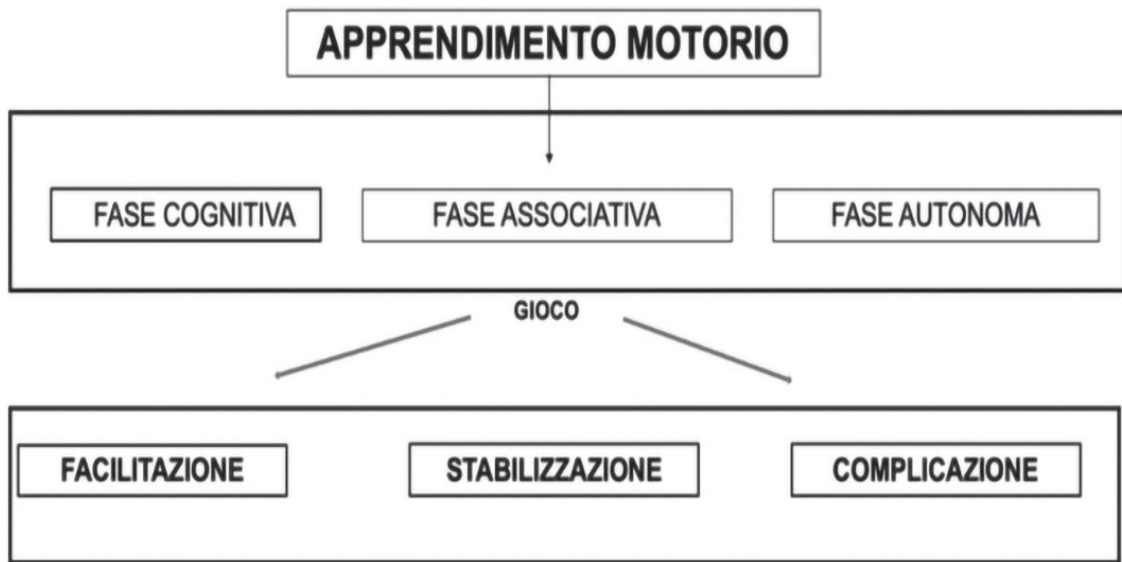 APPRENDIMENTO MOTORIO
FASE COGNITIVA
FASE ASSOCIATIVA
FASE AUTONOMA
GIOCO
FACILITAZIONE
STABILIZZAZIONE
COMPLICAZIONE